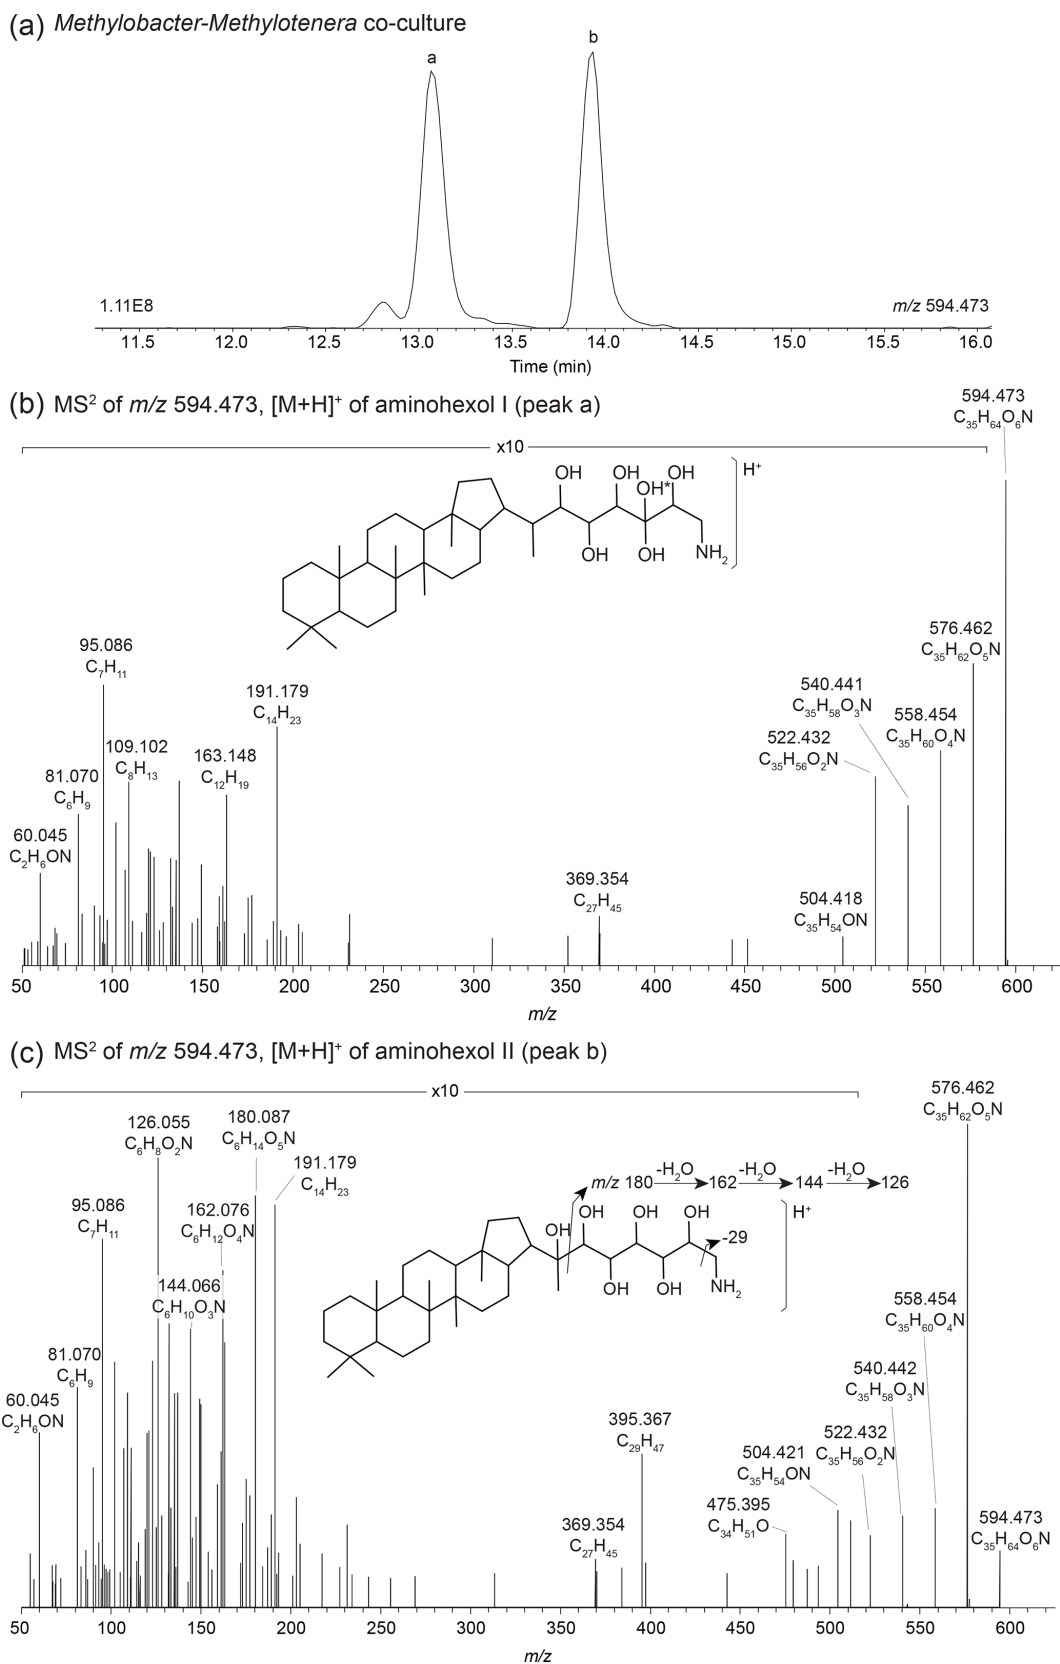 (a) Methylobacter-Methylotenera co-culture
a
b
1.11E8
m/z 594.473
11.5 12.0 12.5 13.0 13.5 14.0 14.5 15.0 15.5 16.0
Time (min)
(b) MS² of m/z 594.473, [M+H]⁺ of aminohexol I (peak a)
594.473
C₃₅H₆₄O₆N
x10
OH OH OH
OH*
H⁺
OH OH NH₂
95.086
C₇H₁₁
191.179
C₁₄H₂₃
109.102
C₈H₁₃
163.148
C₁₂H₁₉
81.070
C₆H₉
60.045
C₂H₆ON
369.354
C₂₇H₄₅
576.462
C₃₅H₆₂O₅N
540.441
C₃₅H₅₈O₃N
558.454
C₃₅H₆₀O₄N
522.432
C₃₅H₅₆O₂N
504.418
C₃₅H₅₄ON
50 100 150 200 250 300 350 400 450 500 550 600
m/z
(c) MS² of m/z 594.473, [M+H]⁺ of aminohexol II (peak b)
x10
576.462
C₃₅H₆₂O₅N
126.055
C₆H₈O₂N
180.087
C₆H₁₄O₅N
191.179
C₁₄H₂₃
95.086
C₇H₁₁
162.076
C₆H₁₂O₄N
144.066
C₆H₁₀O₃N
81.070
C₆H₉
60.045
C₂H₆ON
-H₂O -H₂O -H₂O
m/z 180 162 144 126
H⁺
OH OH OH OH
-29
OH OH NH₂
558.454
C₃₅H₆₀O₄N
540.442
C₃₅H₅₈O₃N
395.367
C₂₉H₄₇
522.432
C₃₅H₅₆O₂N
504.421
C₃₅H₅₄ON
475.395
C₃₄H₅₁O
369.354
C₂₇H₄₅
594.473
C₃₅H₆₄O₆N
50 100 150 200 250 300 350 400 450 500 550 600
m/z